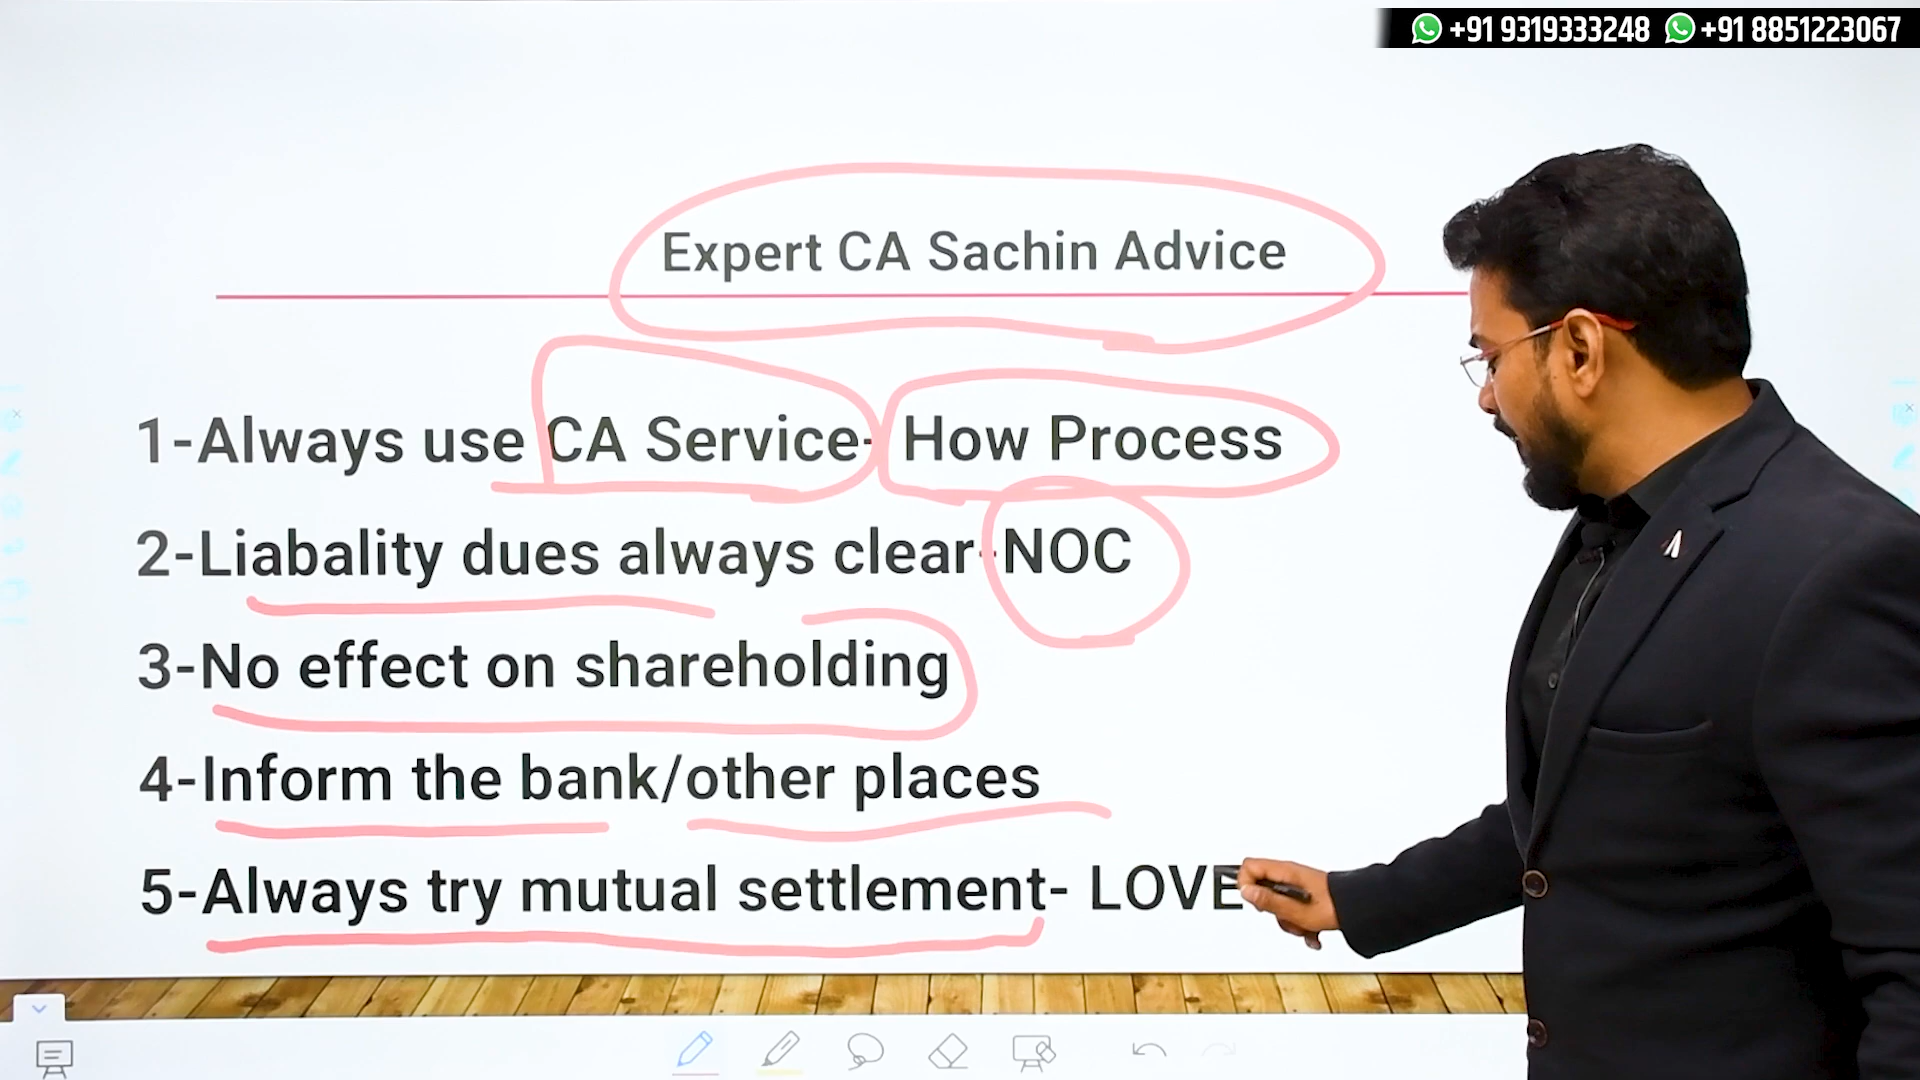 +91 9319333248 +91 8851223067
Expert CA Sachin Advice
1-Always use CA Service- How Process
2-Liabality dues always clear-NOC
3-No effect on shareholding
4-Inform the bank/other places
5-Always try mutual settlement- LOVE